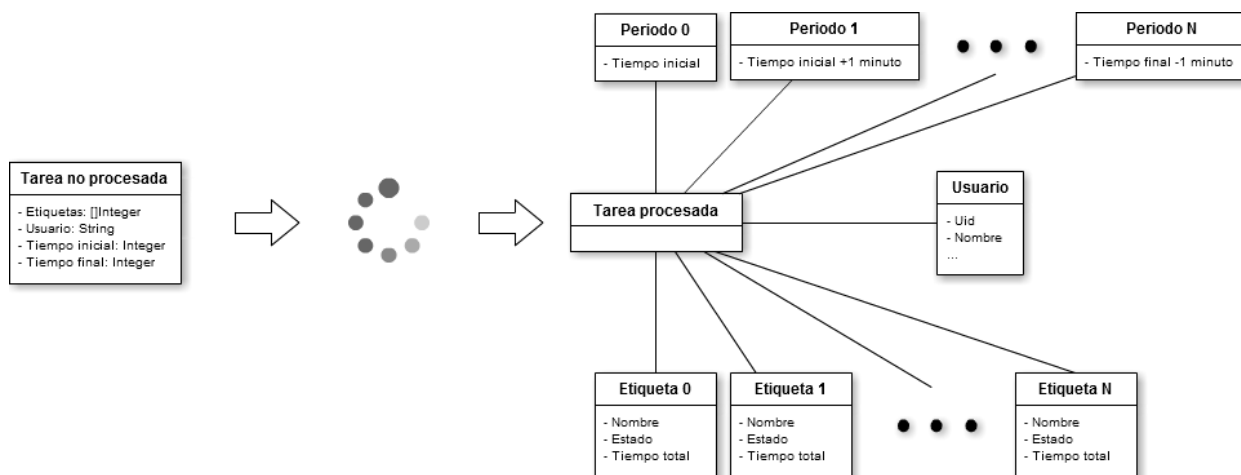 Periodo 0
- Tiempo inicial
Periodo 1
- Tiempo inicial +1 minuto
Periodo N
- Tiempo final -1 minuto
Tarea no procesada
- Etiquetas: []Integer
- Usuario: String
- Tiempo inicial: Integer
- Tiempo final: Integer
Tarea procesada
Usuario
- Uid
- Nombre
...
Etiqueta 0
- Nombre
- Estado
- Tiempo total
Etiqueta 1
- Nombre
- Estado
- Tiempo total
Etiqueta N
- Nombre
- Estado
- Tiempo total